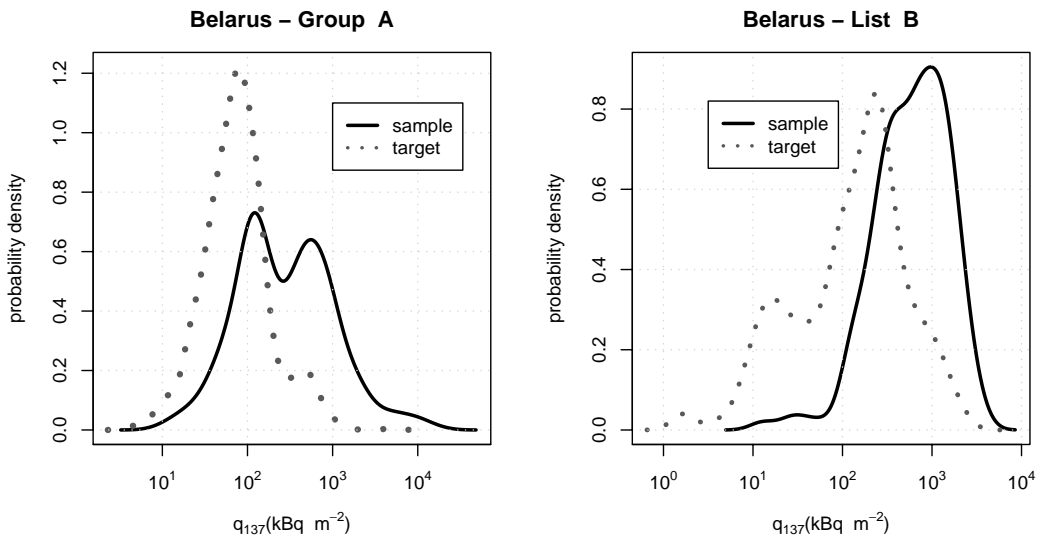 Belarus – Group A
probability density
0.0 0.2 0.4 0.6 0.8 1.0 1.2
sample
target
10¹ 10² 10³ 10⁴
q₁₃₇(kBq m⁻²)
Belarus – List B
probability density
0.0 0.2 0.4 0.6 0.8
sample
target
10⁰ 10¹ 10² 10³ 10⁴
q₁₃₇(kBq m⁻²)